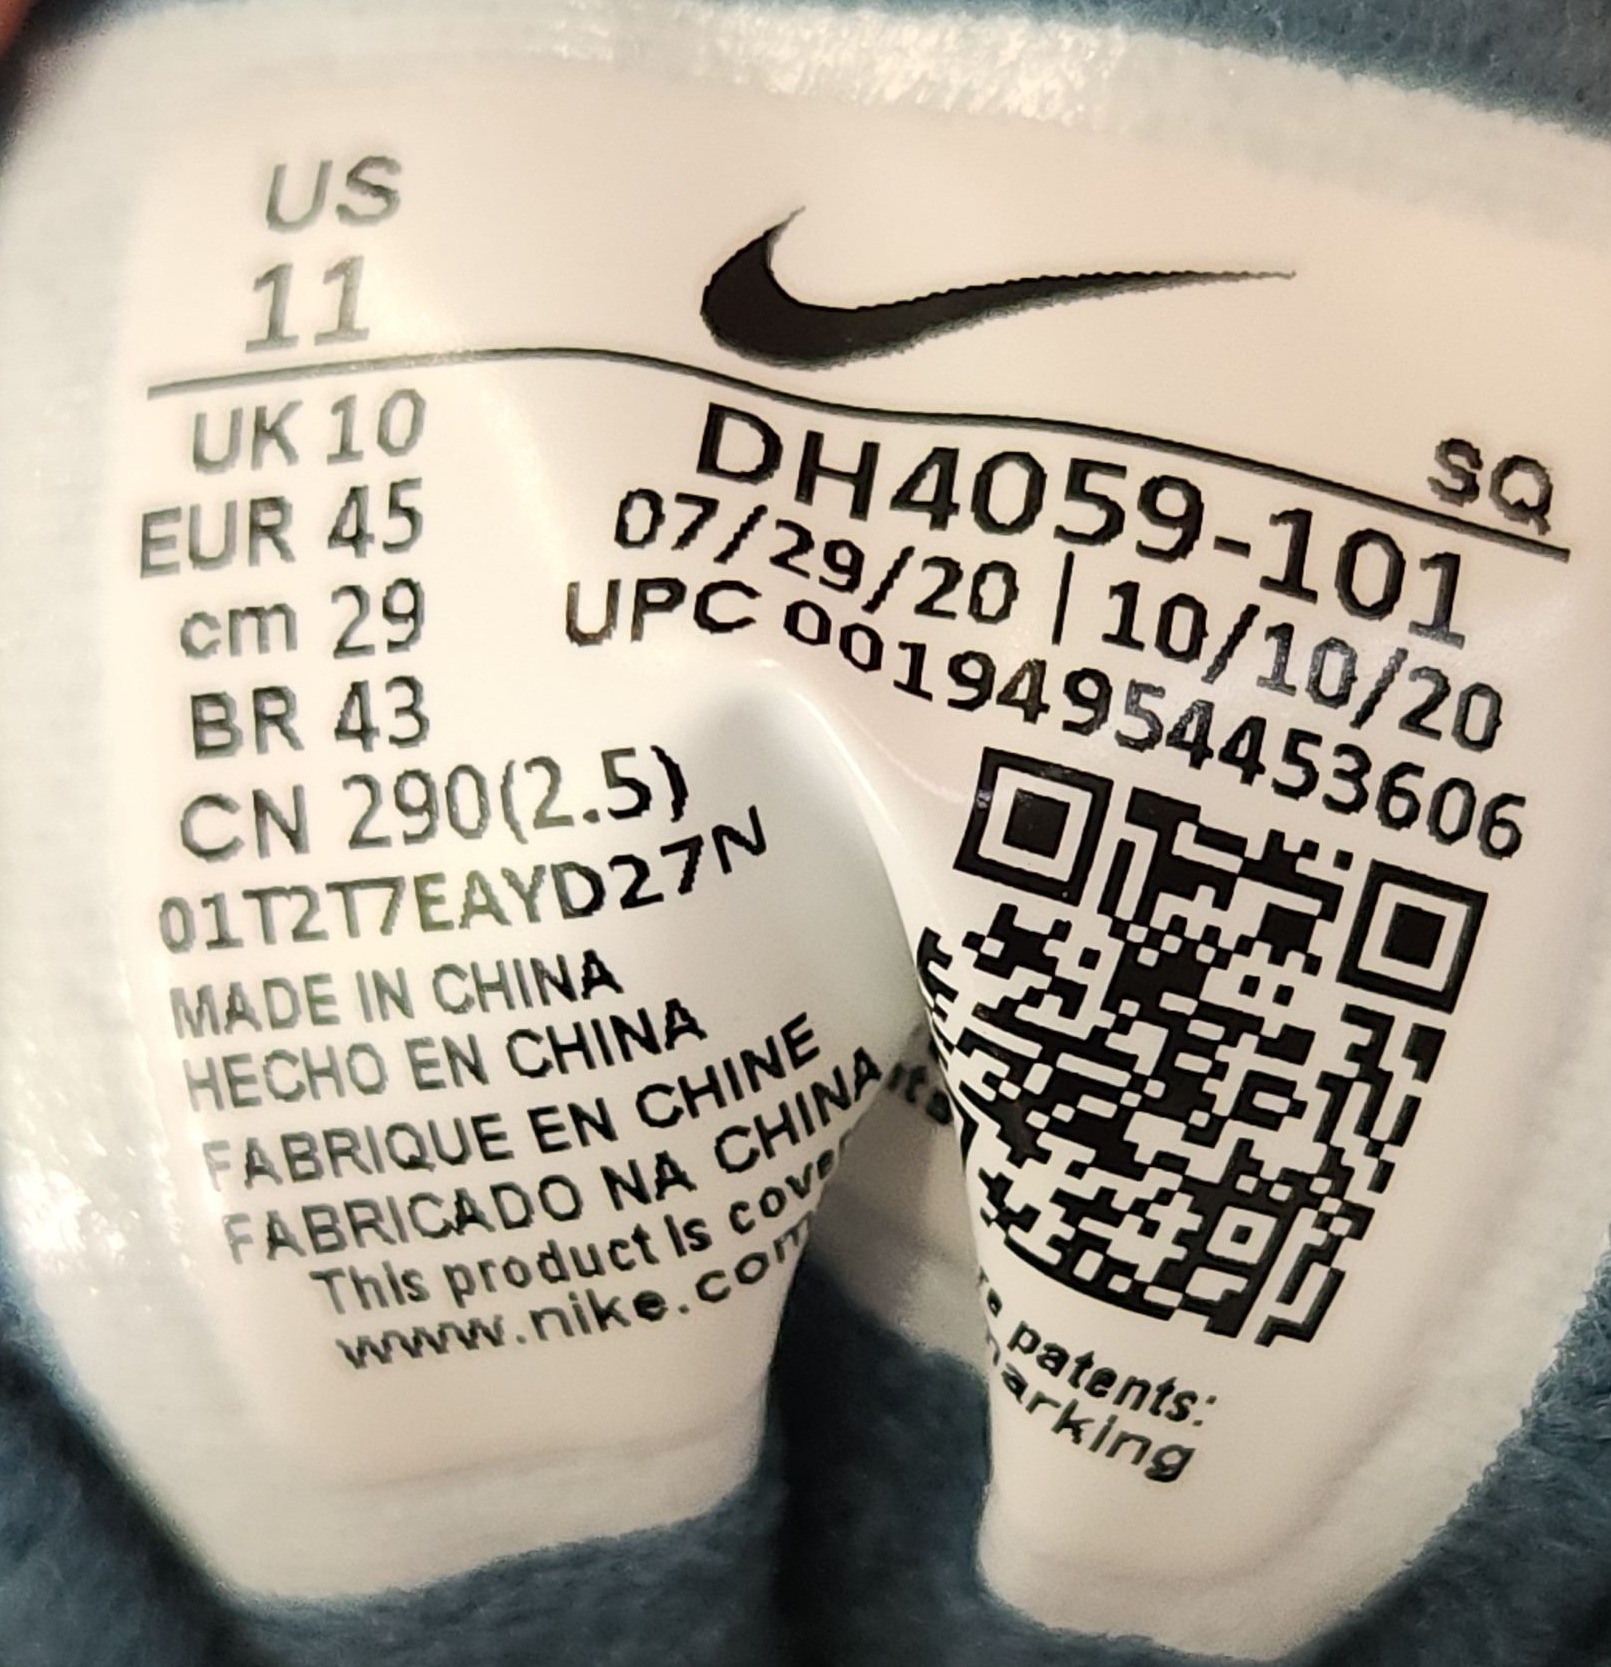 US
11
UK 10
EUR 45
cm 29
BR 43
CN 290(2.5)
01T2T7EAYD27N
MADE IN CHINA
HECHO EN CHINA
FABRIQUE EN CHINE
FABRICADO NA CHINA
This product is cove
www.nike.com
SQ
DH4059-101
07/29/20 | 10/10/20
UPC 00194954453606
patents:
arking